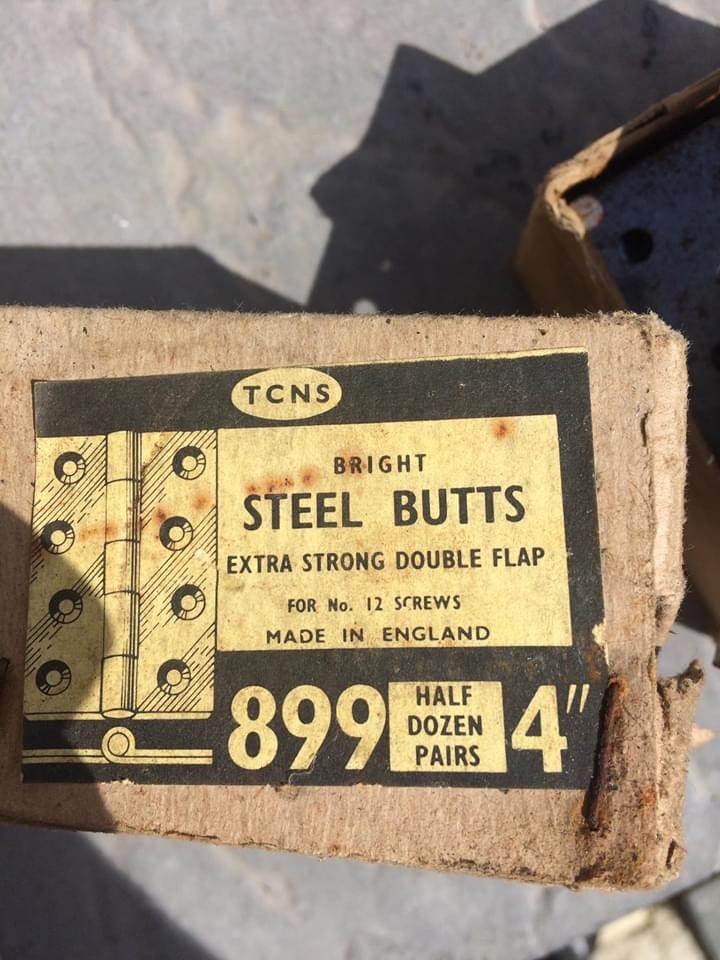 TCNS
BRIGHT
STEEL BUTTS
EXTRA STRONG DOUBLE FLAP
FOR No. 12 SCREWS
MADE IN ENGLAND
899 HALF DOZEN PAIRS 4"